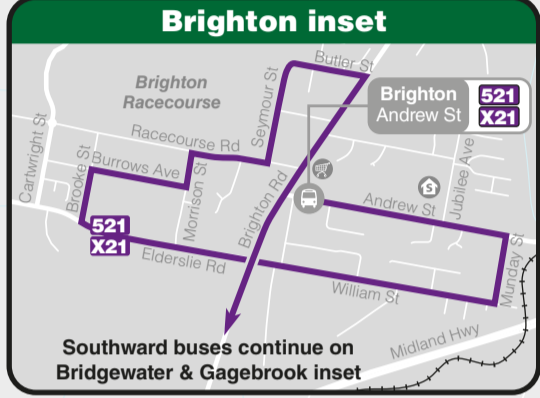 Brighton inset
Butler St
Brighton
Racecourse
Seymour St
Brighton
Andrew St
521
X21
Cartwright St
Racecourse Rd
Brooke St
Burrows Ave
Morrison St
Brighton Rd
Jubilee Ave
S
Andrew St
521
X21
Elderslie Rd
William St
Munday St
Midland Hwy
Southward buses continue on
Bridgewater & Gagebrook inset